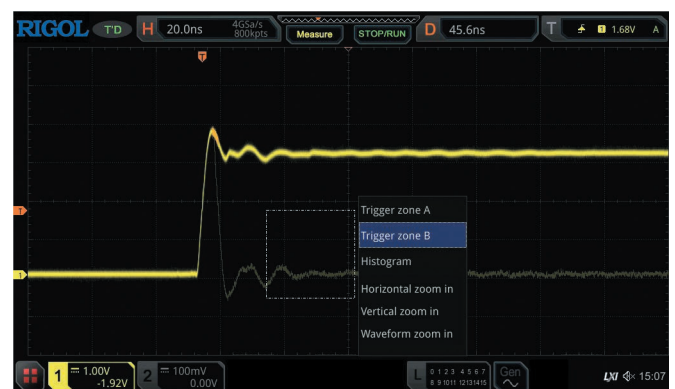 RIGOL T'D H 20.0ns 4GSa/s 800kpts Measure STOP/RUN D 45.6ns T 1 1.68V A
T
T
Trigger zone A
Trigger zone B
Histogram
1
Horizontal zoom in
Vertical zoom in
Waveform zoom in
1 1.00V 2 100mV L 0 1 2 3 4 5 6 7 Gen
-1.92V 0.00V 8 9 10 11 12 13 14 15 LXI 15:07